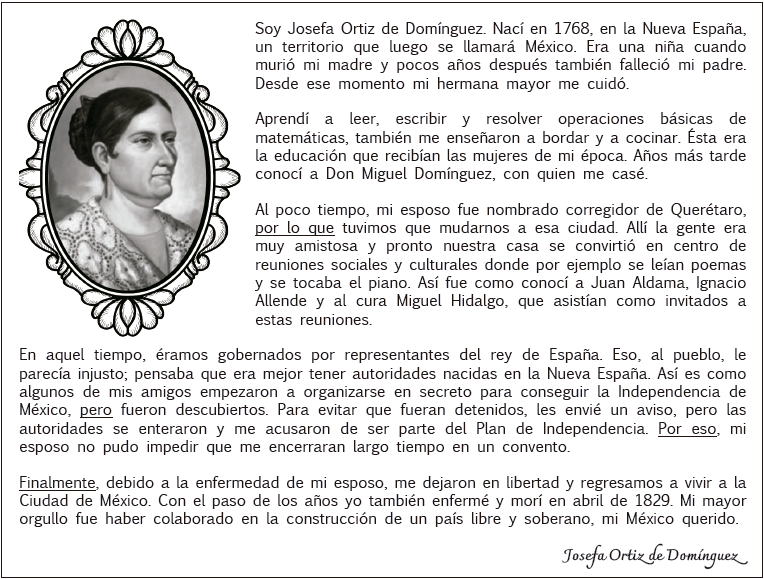 Soy Josefa Ortiz de Domínguez. Nací en 1768, en la Nueva España,
un territorio que luego se llamará México. Era una niña cuando
murió mi madre y pocos años después también falleció mi padre.
Desde ese momento mi hermana mayor me cuidó.
Aprendí a leer, escribir y resolver operaciones básicas de
matemáticas, también me enseñaron a bordar y a cocinar. Ésta era
la educación que recibían las mujeres de mi época. Años más tarde
conocí a Don Miguel Domínguez, con quien me casé.
Al poco tiempo, mi esposo fue nombrado corregidor de Querétaro,
por lo que tuvimos que mudarnos a esa ciudad. Allí la gente era
muy amistosa y pronto nuestra casa se convirtió en centro de
reuniones sociales y culturales donde por ejemplo se leían poemas
y se tocaba el piano. Así fue como conocí a Juan Aldama, Ignacio
Allende y al cura Miguel Hidalgo, que asistían como invitados a
estas reuniones.
En aquel tiempo, éramos gobernados por representantes del rey de España. Eso, al pueblo, le
parecía injusto; pensaba que era mejor tener autoridades nacidas en la Nueva España. Así es como
algunos de mis amigos empezaron a organizarse en secreto para conseguir la Independencia de
México, pero fueron descubiertos. Para evitar que fueran detenidos, les envié un aviso, pero las
autoridades se enteraron y me acusaron de ser parte del Plan de Independencia. Por eso, mi
esposo no pudo impedir que me encerraran largo tiempo en un convento.
Finalmente, debido a la enfermedad de mi esposo, me dejaron en libertad y regresamos a vivir a la
Ciudad de México. Con el paso de los años yo también enfermé y morí en abril de 1829. Mi mayor
orgullo fue haber colaborado en la construcción de un país libre y soberano, mi México querido.
Josefa Ortiz de Domínguez